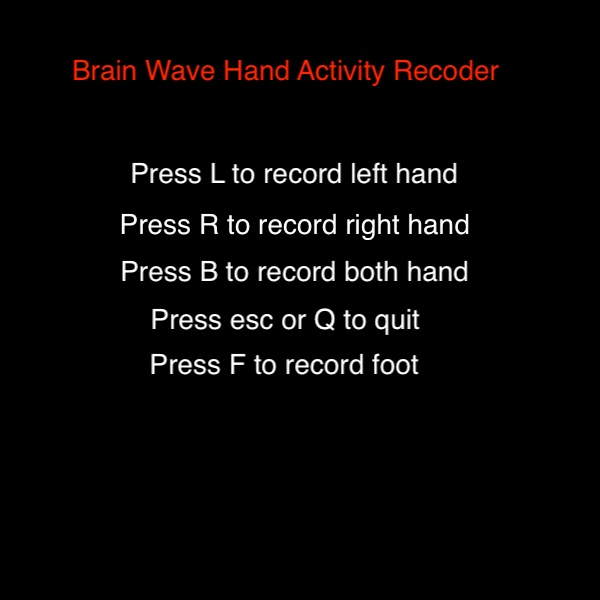 Brain Wave Hand Activity Recoder
Press L to record left hand
Press R to record right hand
Press B to record both hand
Press esc or Q to quit
Press F to record foot